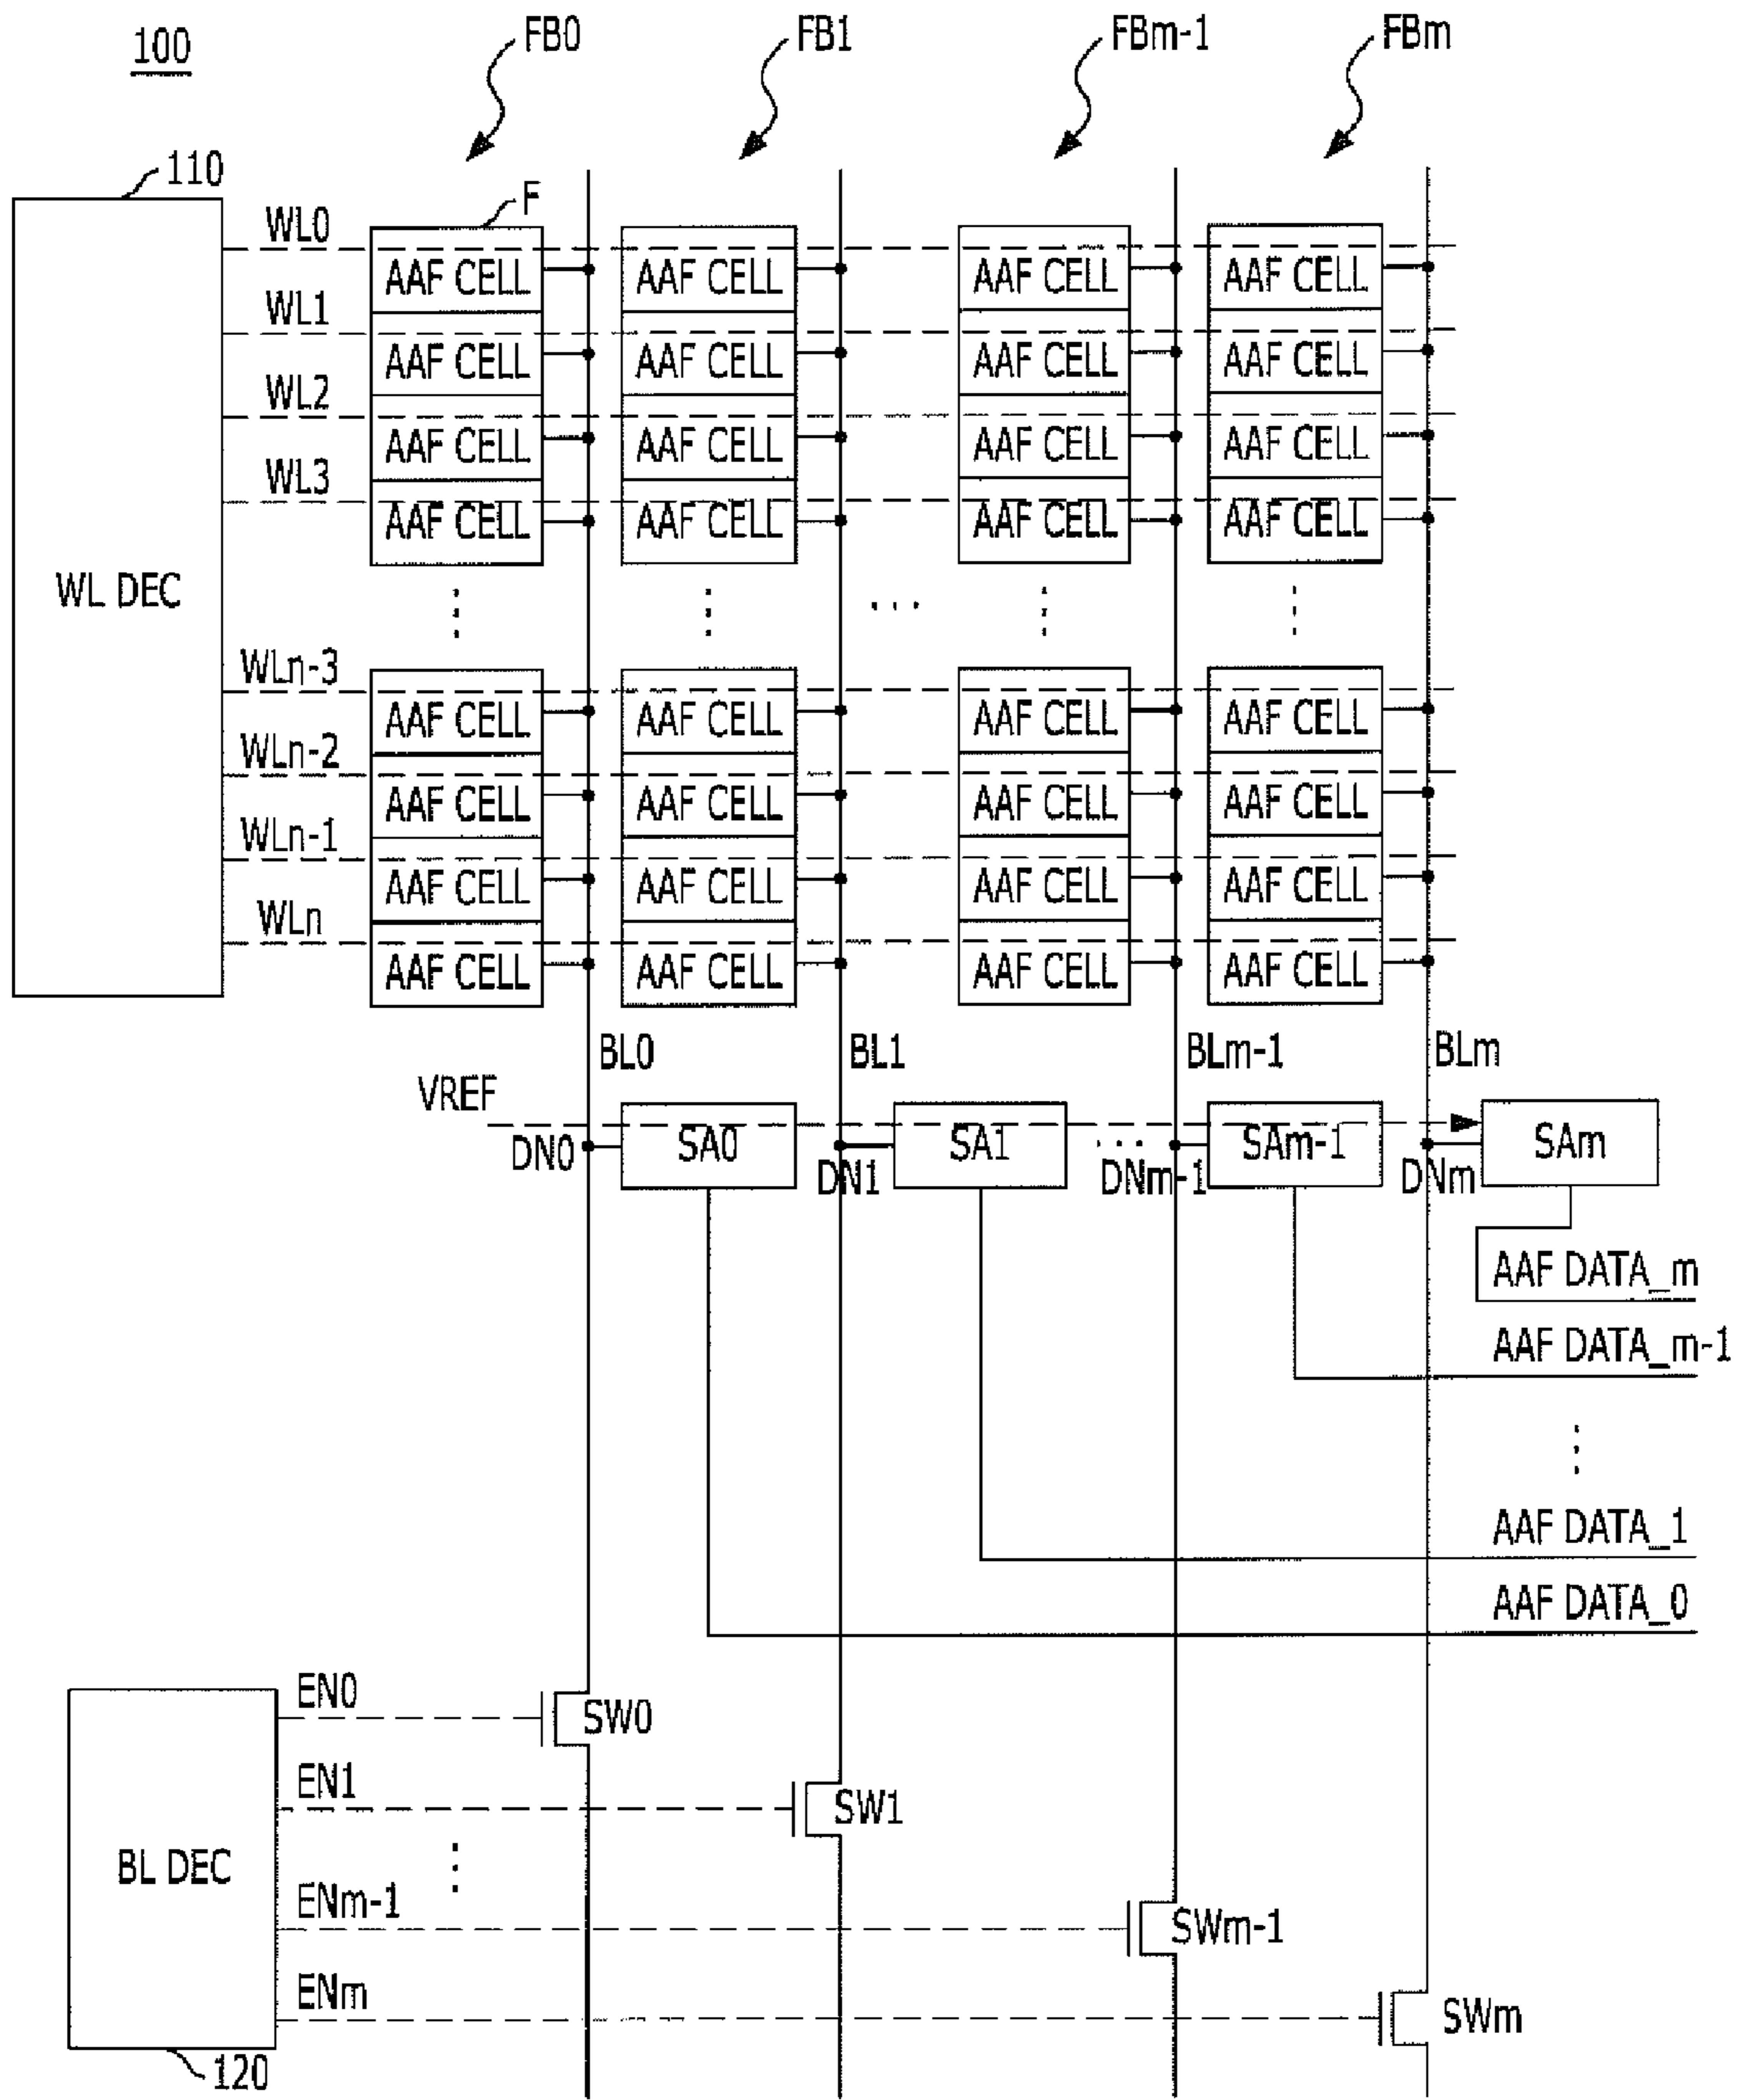 100
FB0 FB1 FBm-1 FBm
110
F
WL0
AAF CELL AAF CELL AAF CELL AAF CELL
WL1
AAF CELL AAF CELL AAF CELL AAF CELL
WL2
AAF CELL AAF CELL AAF CELL AAF CELL
WL3
AAF CELL AAF CELL AAF CELL AAF CELL
WL DEC
WLn-3
AAF CELL AAF CELL AAF CELL AAF CELL
WLn-2
AAF CELL AAF CELL AAF CELL AAF CELL
WLn-1
AAF CELL AAF CELL AAF CELL AAF CELL
WLn
AAF CELL AAF CELL AAF CELL AAF CELL
BL0 BL1 BLm-1 BLm
VREF
SA0 SA1 SAm-1 SAm
DN0 DN1 DNm-1 DNm
AAF DATA_m
AAF DATA_m-1
AAF DATA_1
AAF DATA_0
EN0
SW0
EN1
SW1
BL DEC
ENm-1
SWm-1
ENm
SWm
120